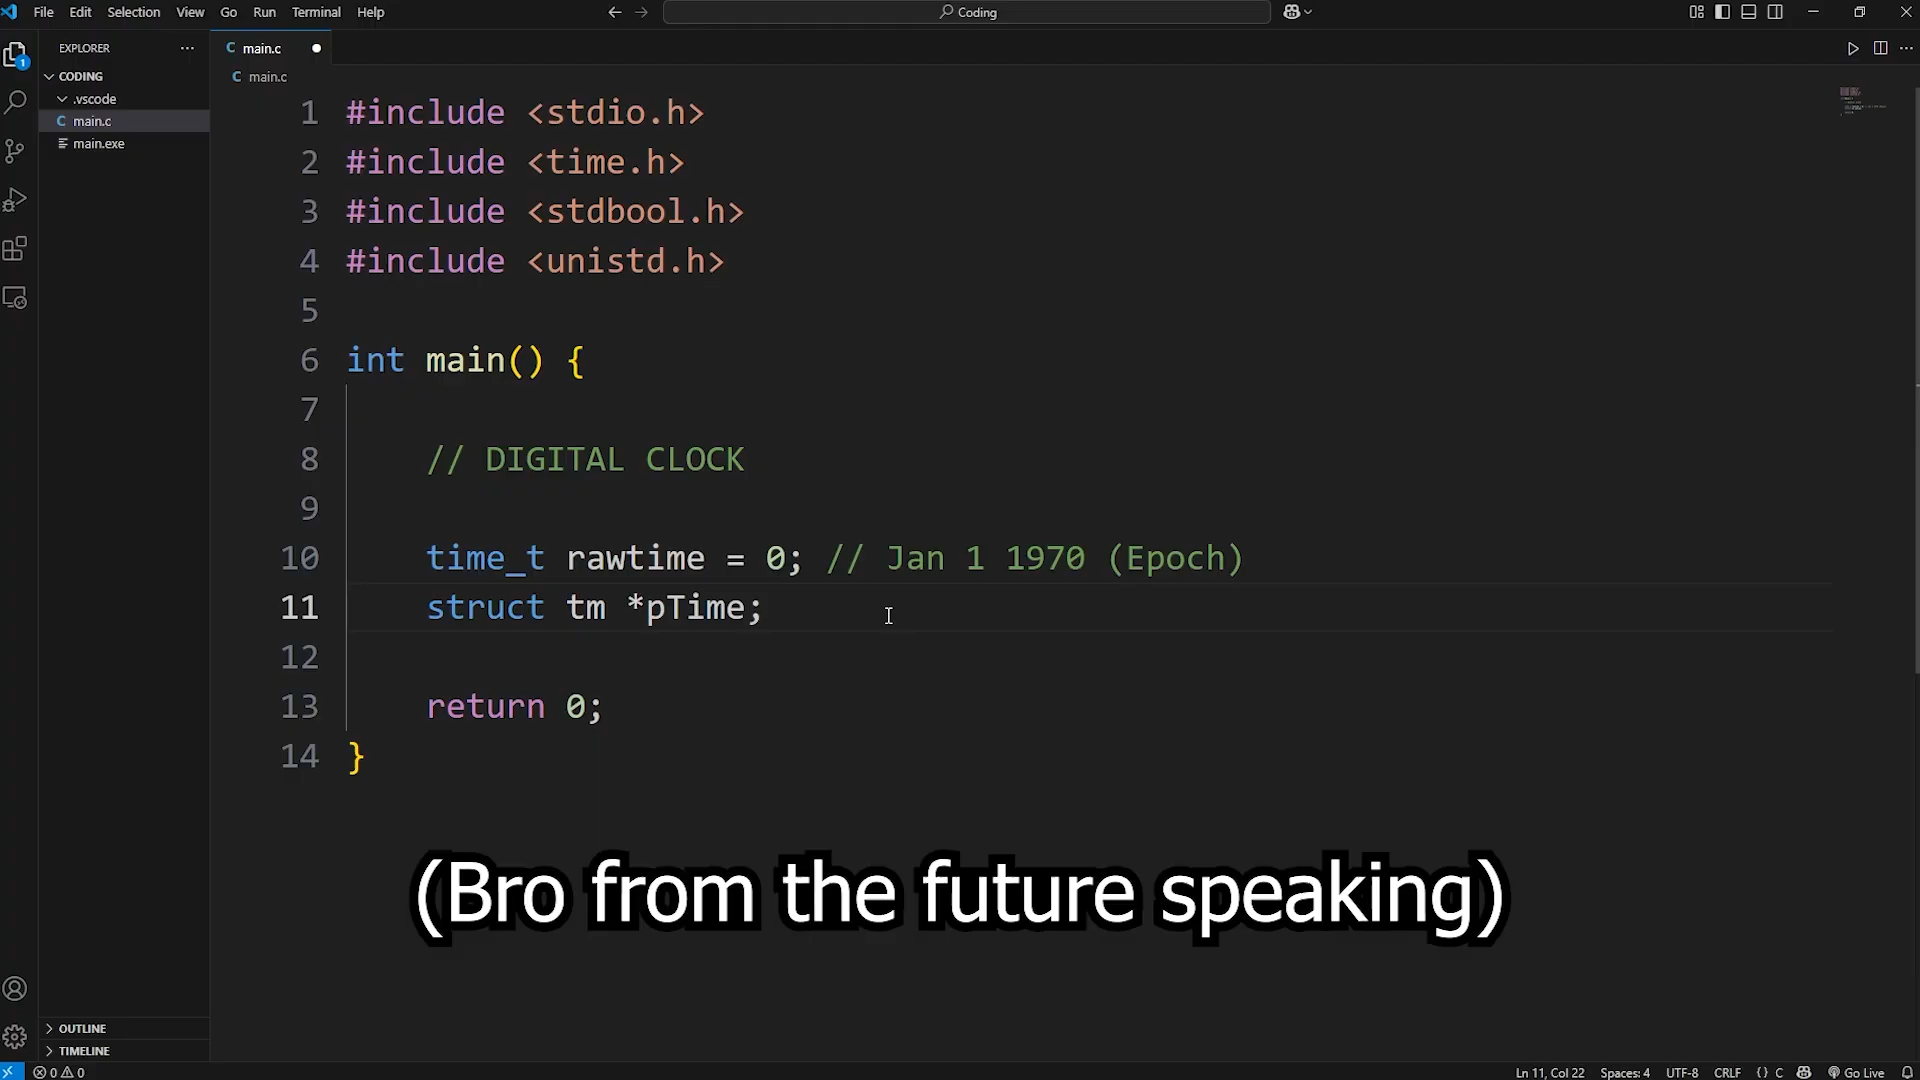 File Edit Selection View Go Run Terminal Help
Coding
EXPLORER
CODING
.vscode
main.c
main.exe
OUTLINE
TIMELINE
1
main.c
main.c
1 #include <stdio.h>
2 #include <time.h>
3 #include <stdbool.h>
4 #include <unistd.h>
5
6 int main() {
7
8 // DIGITAL CLOCK
9
10 time_t rawtime = 0; // Jan 1 1970 (Epoch)
11 struct tm *pTime;
12
13 return 0;
14 }
(Bro from the future speaking)
0 0 Ln 11, Col 22 Spaces: 4 UTF-8 CRLF {} C Go Live